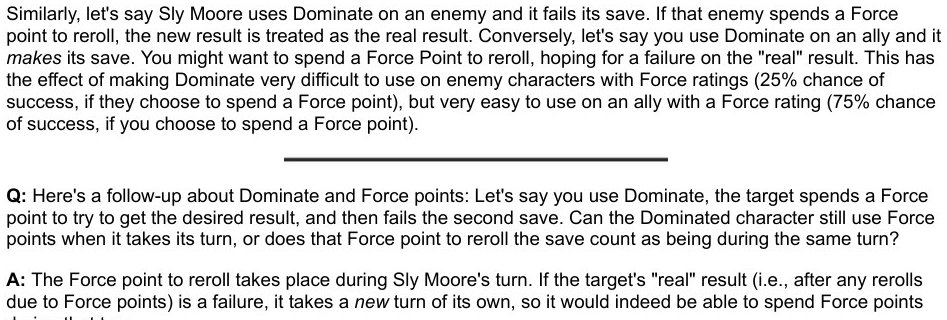 Similarly, let's say Sly Moore uses Dominate on an enemy and it fails its save. If that enemy spends a Force
point to reroll, the new result is treated as the real result. Conversely, let's say you use Dominate on an ally and it
makes its save. You might want to spend a Force Point to reroll, hoping for a failure on the "real" result. This has
the effect of making Dominate very difficult to use on enemy characters with Force ratings (25% chance of
success, if they choose to spend a Force point), but very easy to use on an ally with a Force rating (75% chance
of success, if you choose to spend a Force point).
Q: Here's a follow-up about Dominate and Force points: Let's say you use Dominate, the target spends a Force
point to try to get the desired result, and then fails the second save. Can the Dominated character still use Force
points when it takes its turn, or does that Force point to reroll the save count as being during the same turn?
A: The Force point to reroll takes place during Sly Moore's turn. If the target's "real" result (i.e., after any rerolls
due to Force points) is a failure, it takes a new turn of its own, so it would indeed be able to spend Force points